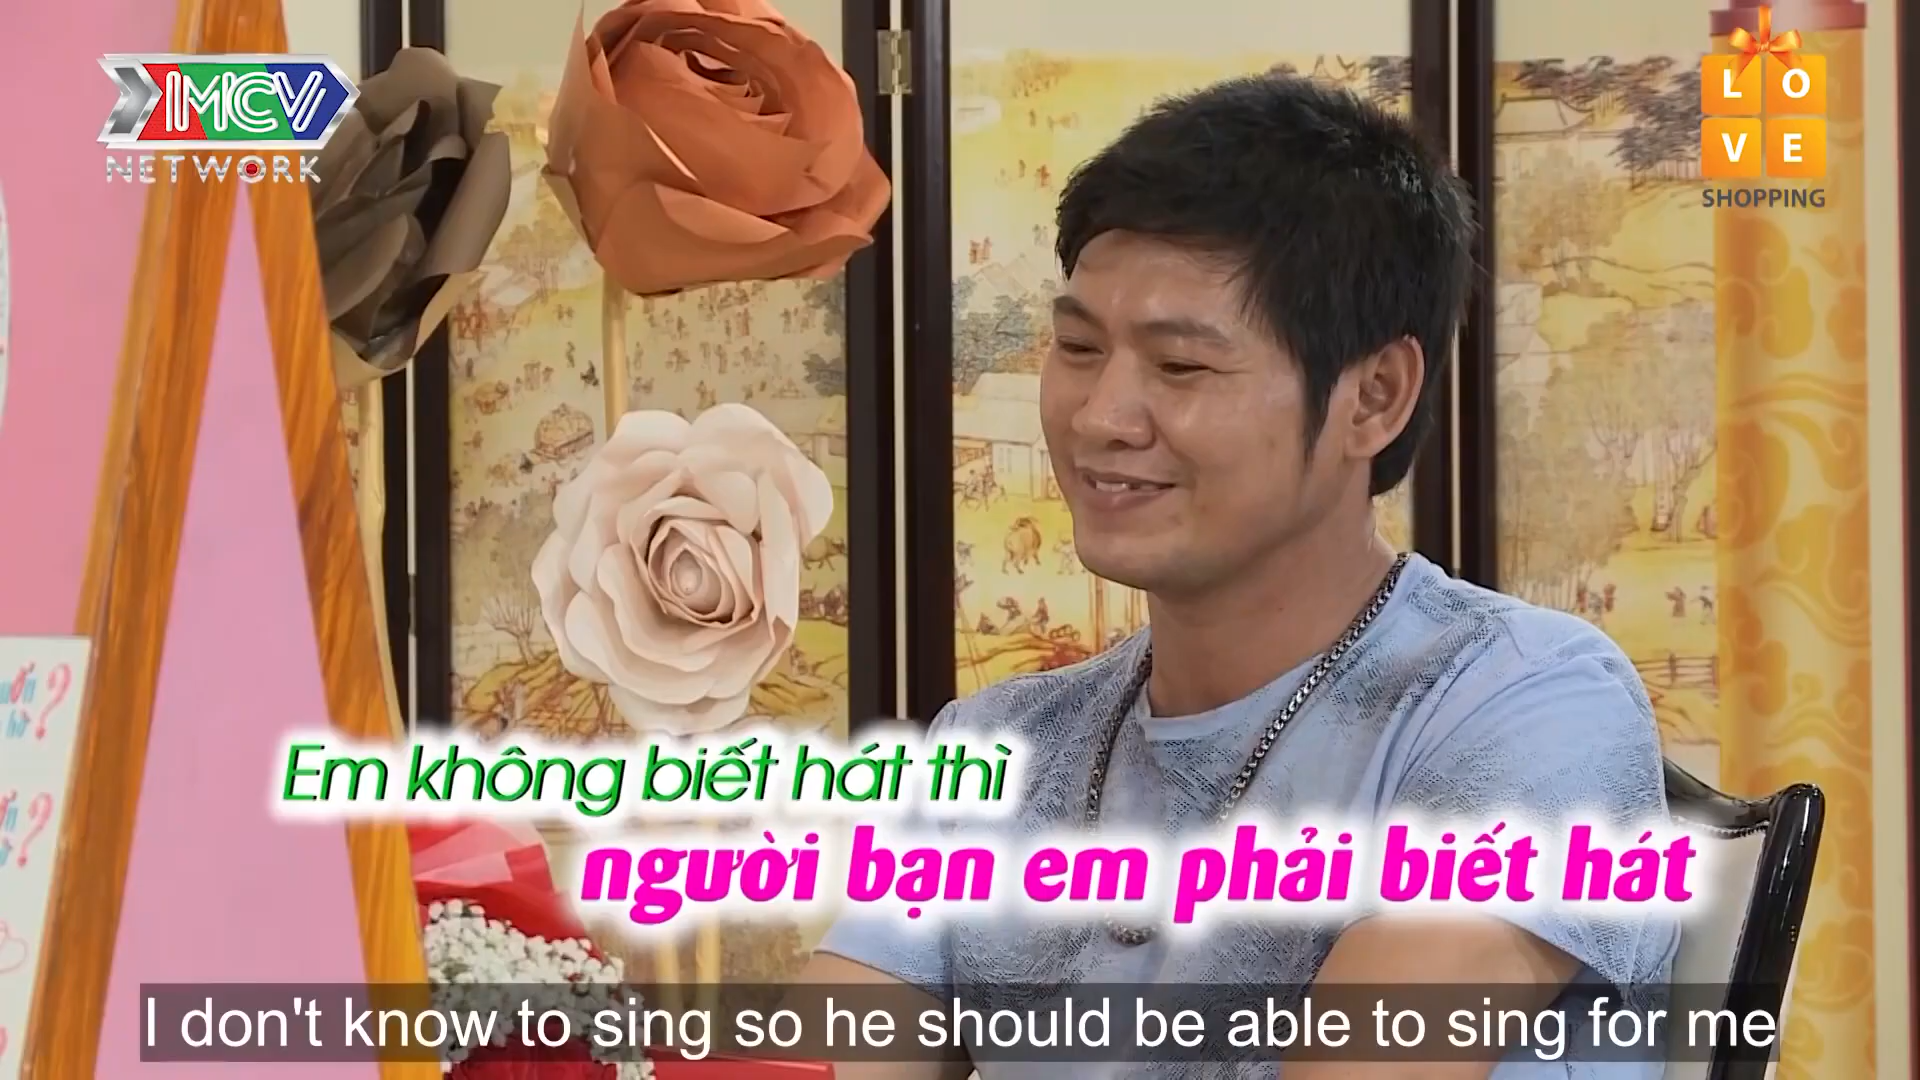 MCV
NETWORK
LOVE
SHOPPING
Em không biết hát thì
người bạn em phải biết hát
I don't know to sing so he should be able to sing for me